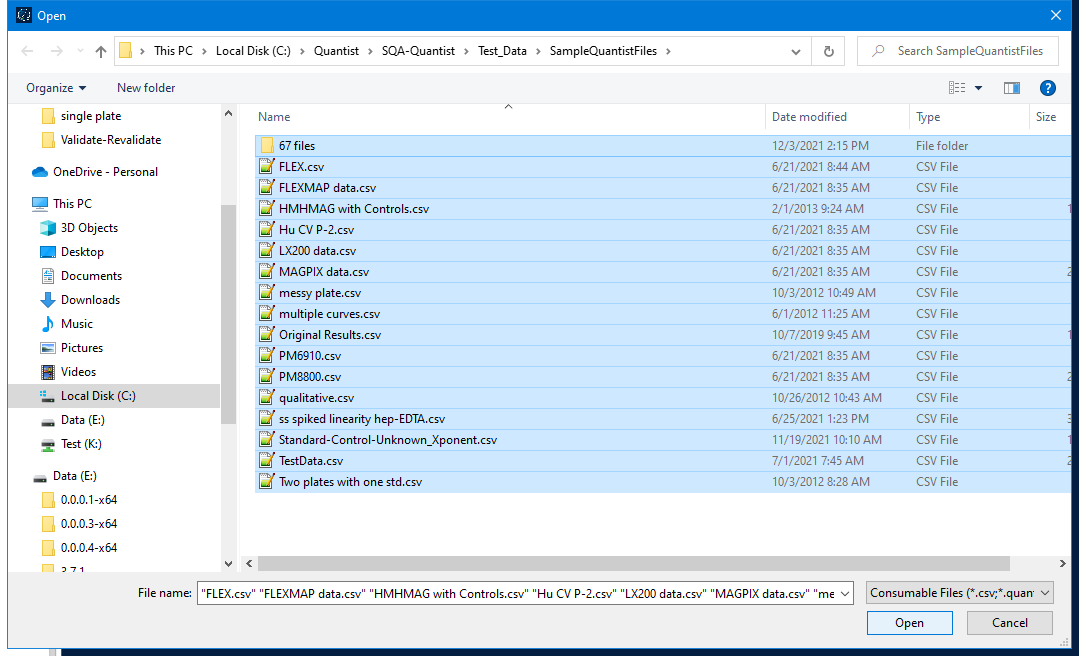 Open
This PC > Local Disk (C:) > Quantist > SQA-Quantist > Test_Data > SampleQuantistFiles >
Search SampleQuantistFiles
Organize
New folder
single plate
Validate-Revalidate
OneDrive - Personal
This PC
3D Objects
Desktop
Documents
Downloads
Music
Pictures
Videos
Local Disk (C:)
Data (E:)
Test (K:)
Data (E:)
0.0.0.1-x64
0.0.0.3-x64
0.0.0.4-x64
3.7.1
Name Date modified Type Size
67 files 12/3/2021 2:15 PM File folder
FLEX.csv 6/21/2021 8:44 AM CSV File
FLEXMAP data.csv 6/21/2021 8:35 AM CSV File
HMHMAG with Controls.csv 2/1/2013 9:24 AM CSV File 1
Hu CV P-2.csv 6/21/2021 8:35 AM CSV File
LX200 data.csv 6/21/2021 8:35 AM CSV File
MAGPIX data.csv 6/21/2021 8:35 AM CSV File 2
messy plate.csv 10/3/2012 10:49 AM CSV File
multiple curves.csv 6/1/2012 11:25 AM CSV File
Original Results.csv 10/7/2019 9:45 AM CSV File 1
PM6910.csv 6/21/2021 8:35 AM CSV File
PM8800.csv 6/21/2021 8:35 AM CSV File 2
qualitative.csv 10/26/2012 10:43 AM CSV File
ss spiked linearity hep-EDTA.csv 6/25/2021 1:23 PM CSV File 3
Standard-Control-Unknown_Xponent.csv 11/19/2021 10:10 AM CSV File 1
TestData.csv 7/1/2021 7:45 AM CSV File 2
Two plates with one std.csv 10/3/2012 8:28 AM CSV File
File name: "FLEX.csv" "FLEXMAP data.csv" "HMHMAG with Controls.csv" "Hu CV P-2.csv" "LX200 data.csv" "MAGPIX data.csv" "me
Consumable Files (*.csv;*.quan
Open
Cancel